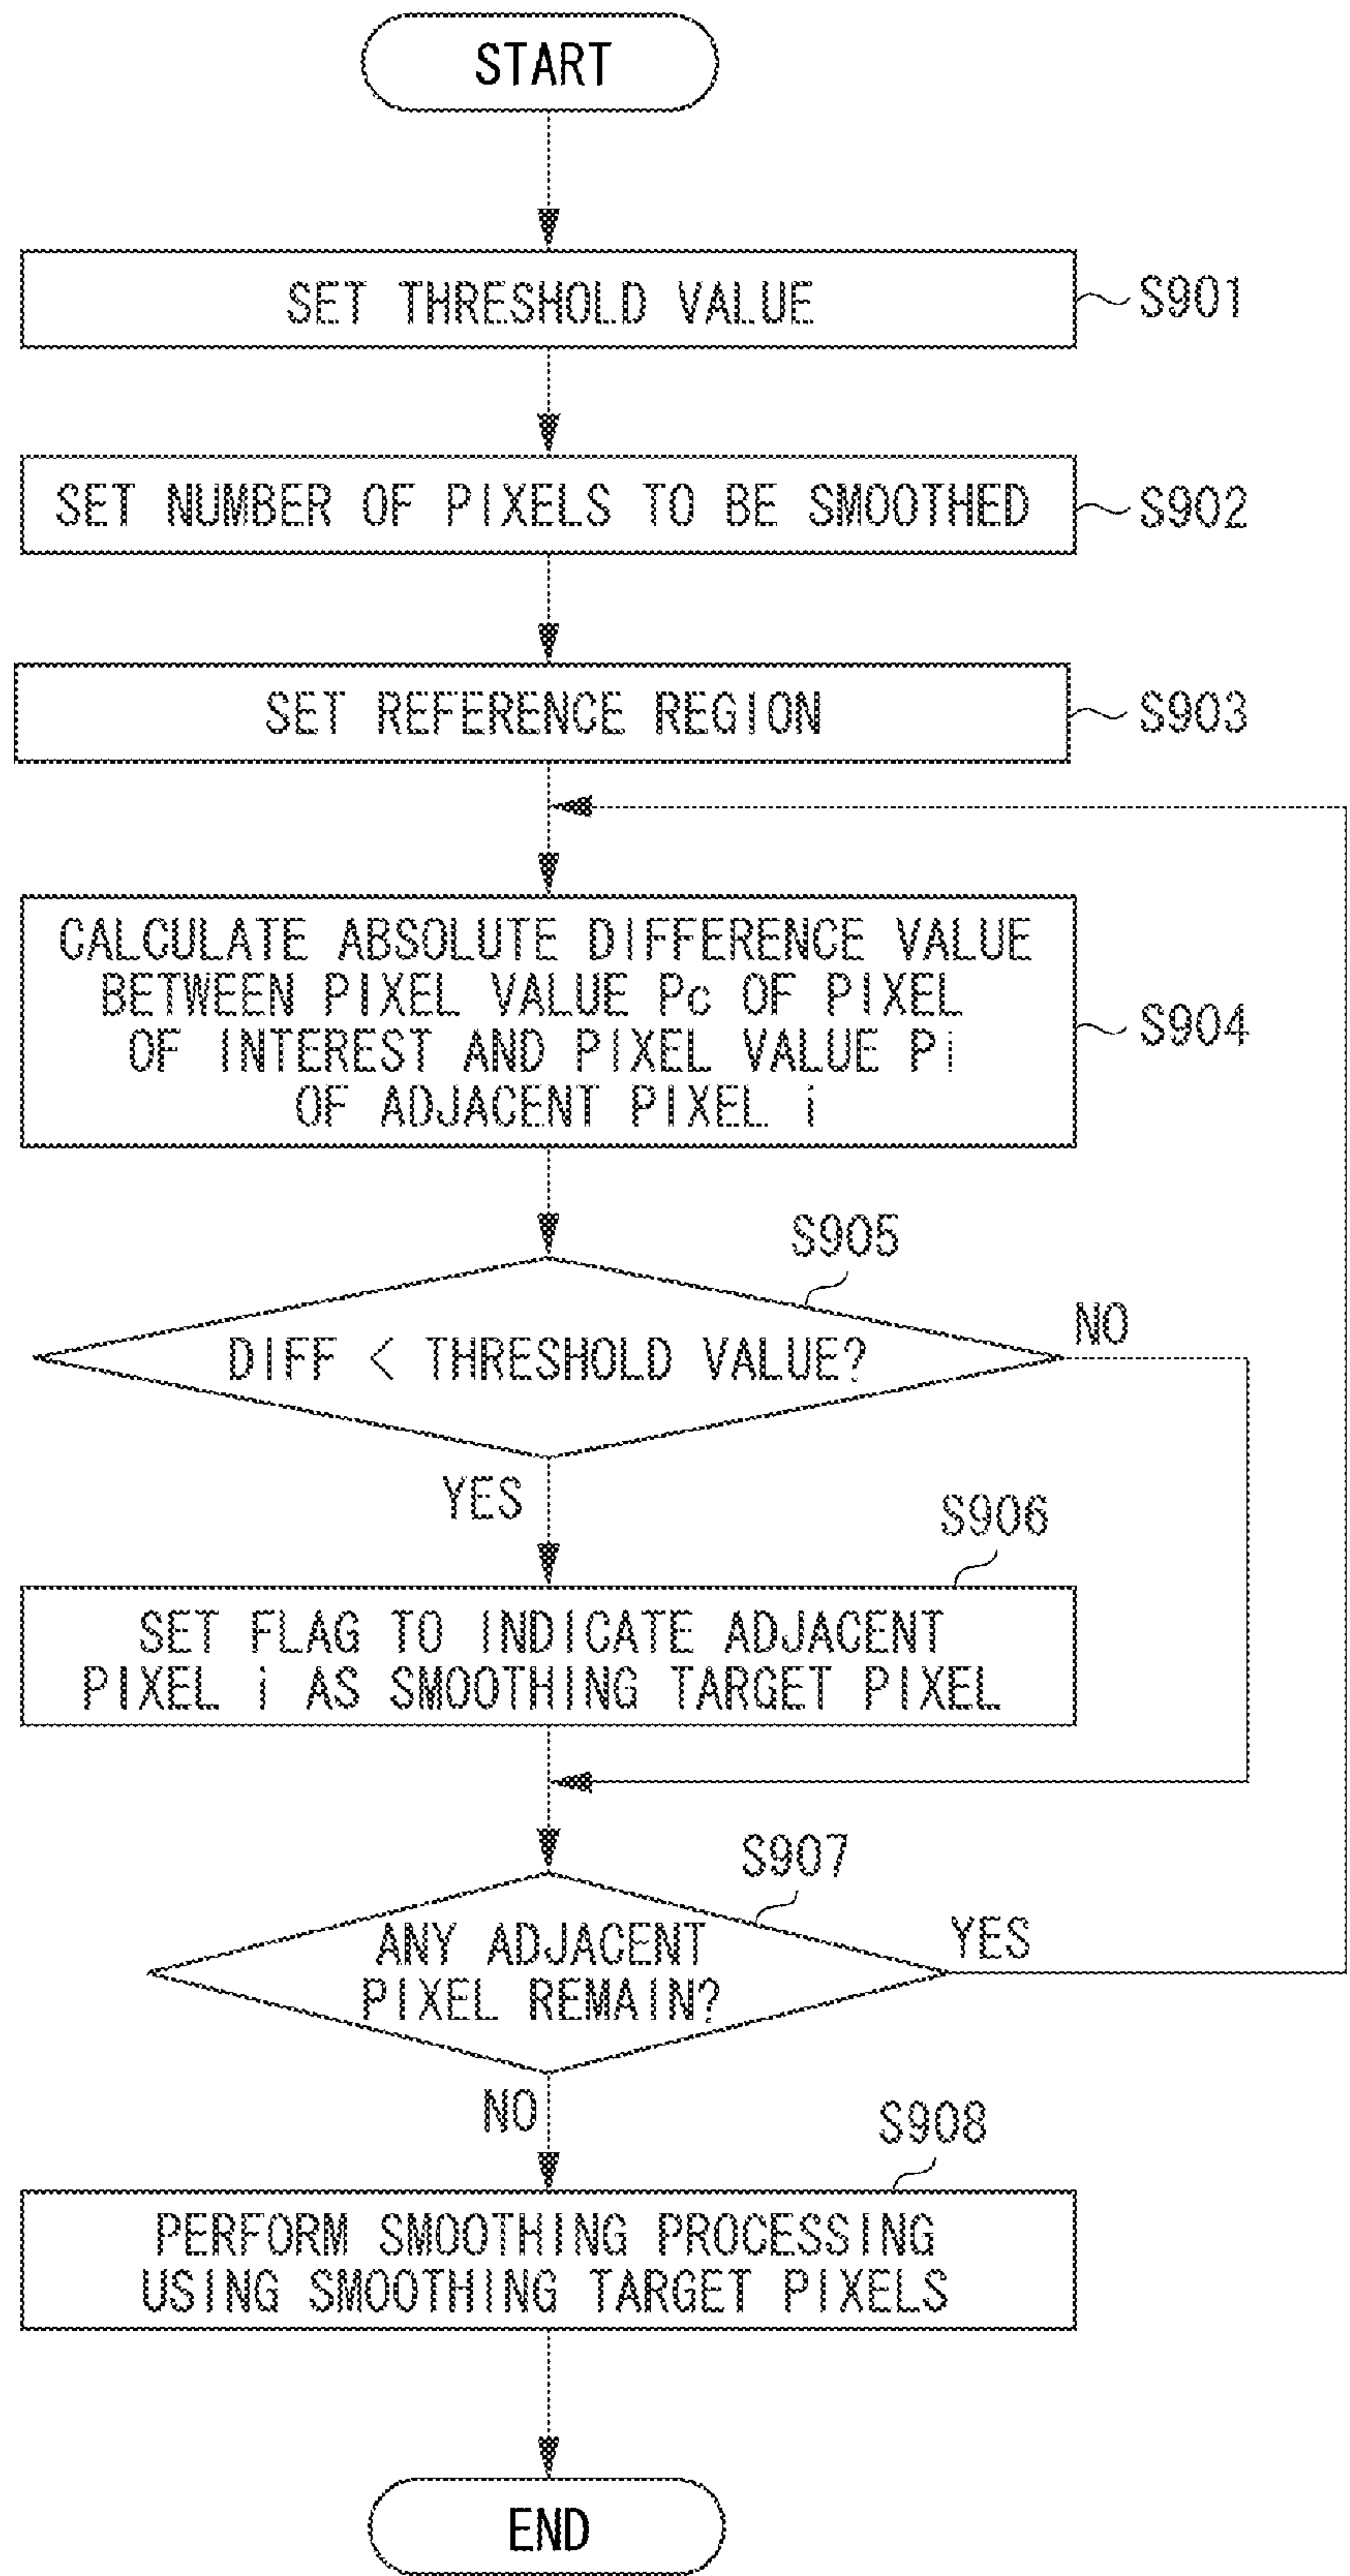 START
SET THRESHOLD VALUE
S901
SET NUMBER OF PIXELS TO BE SMOOTHED
S902
SET REFERENCE REGION
S903
CALCULATE ABSOLUTE DIFFERENCE VALUE
BETWEEN PIXEL VALUE Pc OF PIXEL
OF INTEREST AND PIXEL VALUE Pi
OF ADJACENT PIXEL i
S904
S905
DIFF < THRESHOLD VALUE?
NO
YES
S906
SET FLAG TO INDICATE ADJACENT
PIXEL i AS SMOOTHING TARGET PIXEL
S907
ANY ADJACENT
PIXEL REMAIN?
YES
NO
S908
PERFORM SMOOTHING PROCESSING
USING SMOOTHING TARGET PIXELS
END